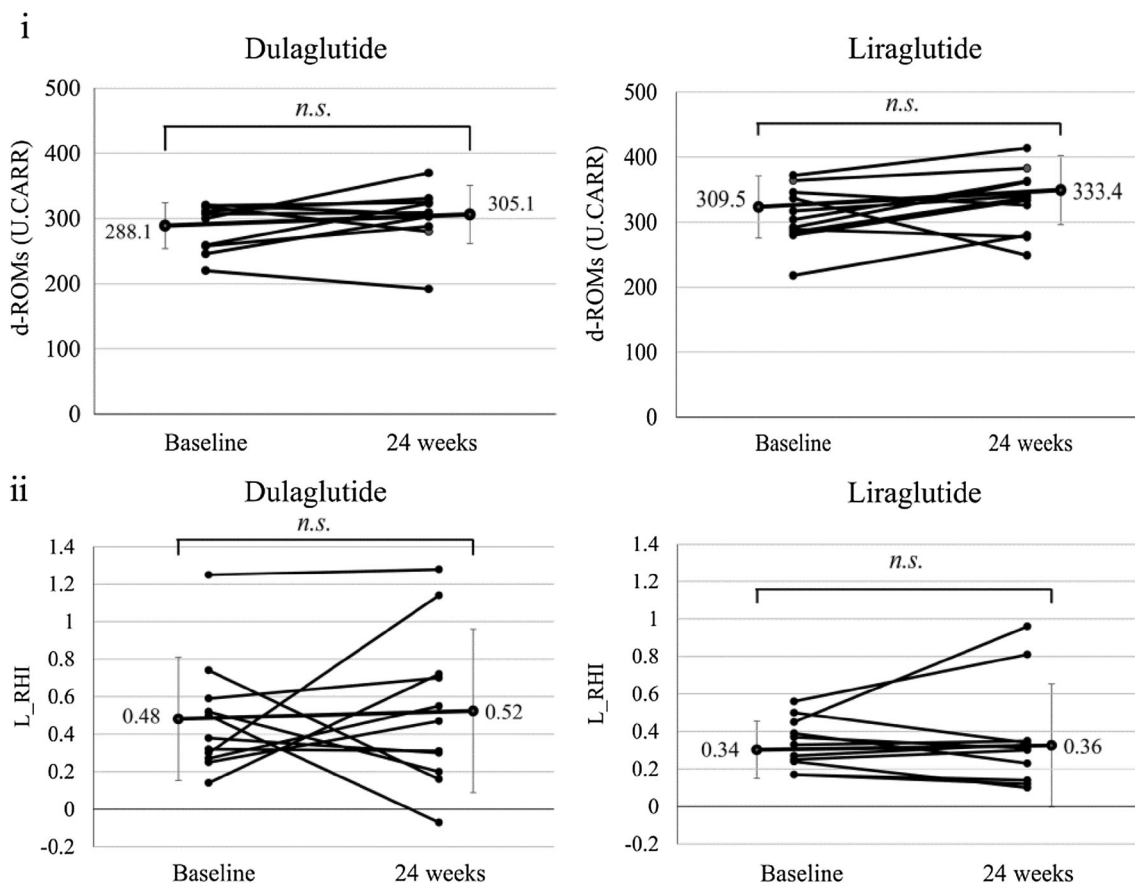 i
Dulaglutide
500
400
300
200
100
0
d-ROMs (U.CARR)
n.s.
288.1
305.1
Baseline 24 weeks
Liraglutide
500
400
300
200
100
0
d-ROMs (U.CARR)
n.s.
309.5
333.4
Baseline 24 weeks
ii
Dulaglutide
1.4
1.2
1
0.8
0.6
0.4
0.2
0
-0.2
L_RHI
n.s.
0.48
0.52
Baseline 24 weeks
Liraglutide
1.4
1.2
1
0.8
0.6
0.4
0.2
0
-0.2
L_RHI
n.s.
0.34
0.36
Baseline 24 weeks